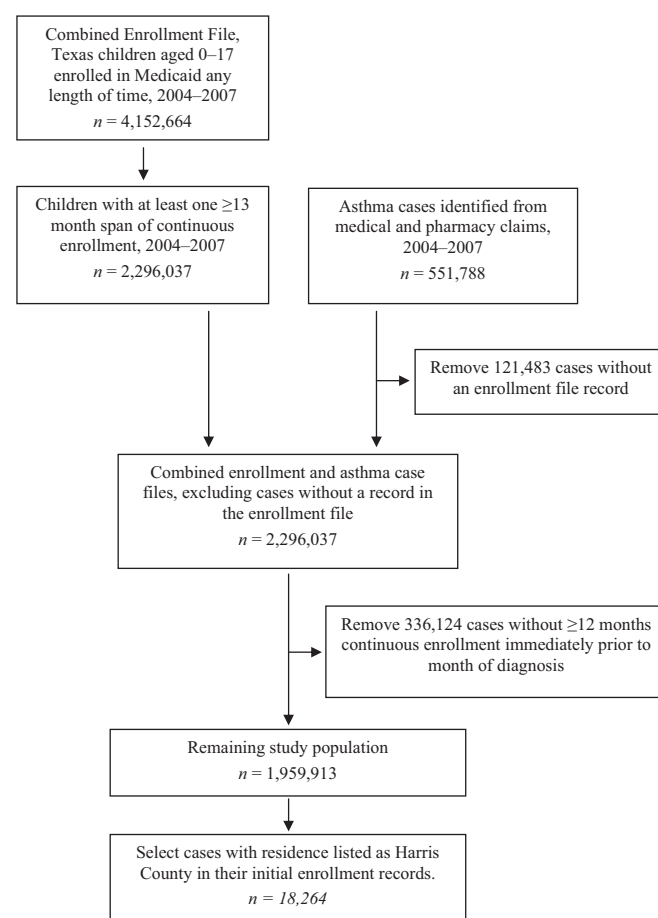 Combined Enrollment File,
Texas children aged 0–17
enrolled in Medicaid any
length of time, 2004–2007
n = 4,152,664
Children with at least one ≥13
month span of continuous
enrollment, 2004–2007
n = 2,296,037
Asthma cases identified from
medical and pharmacy claims,
2004–2007
n = 551,788
Remove 121,483 cases without
an enrollment file record
Combined enrollment and asthma case
files, excluding cases without a record in
the enrollment file
n = 2,296,037
Remove 336,124 cases without ≥12 months
continuous enrollment immediately prior to
month of diagnosis
Remaining study population
n = 1,959,913
Select cases with residence listed as Harris
County in their initial enrollment records.
n = 18,264